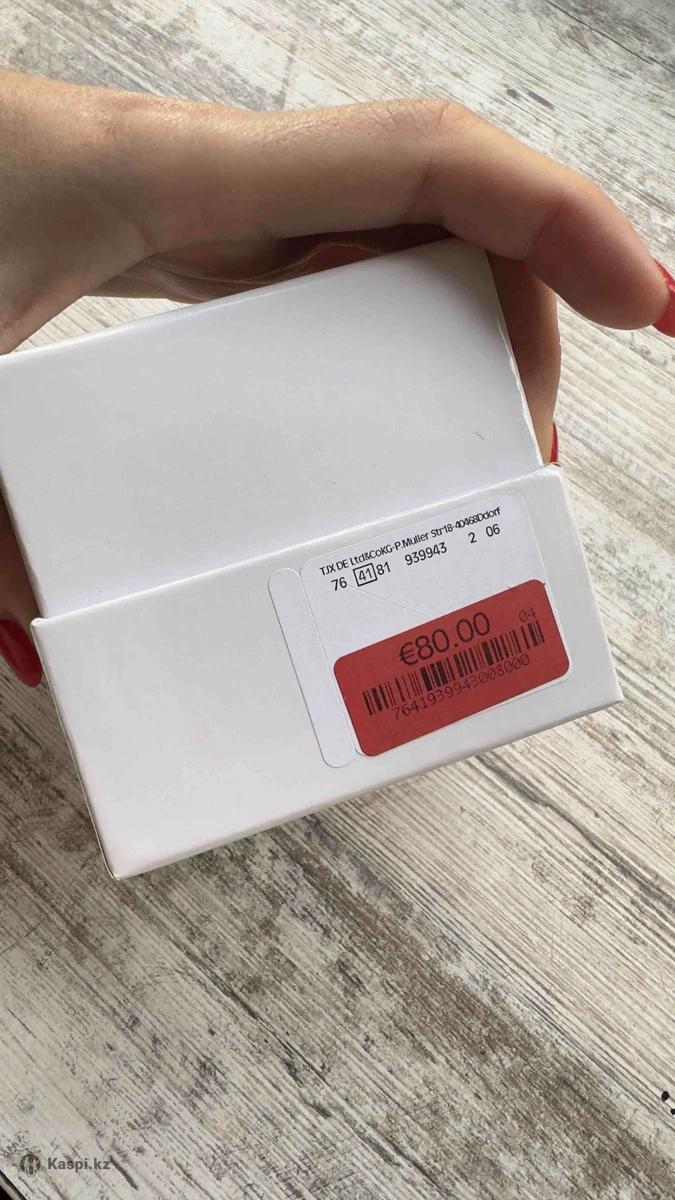 TJX DE Ltd&CoKG-P.Muller Str18-40468Ddorf
76 41 81 939943 2 06
04
€80.00
7641939943008000
Kaspi.kz